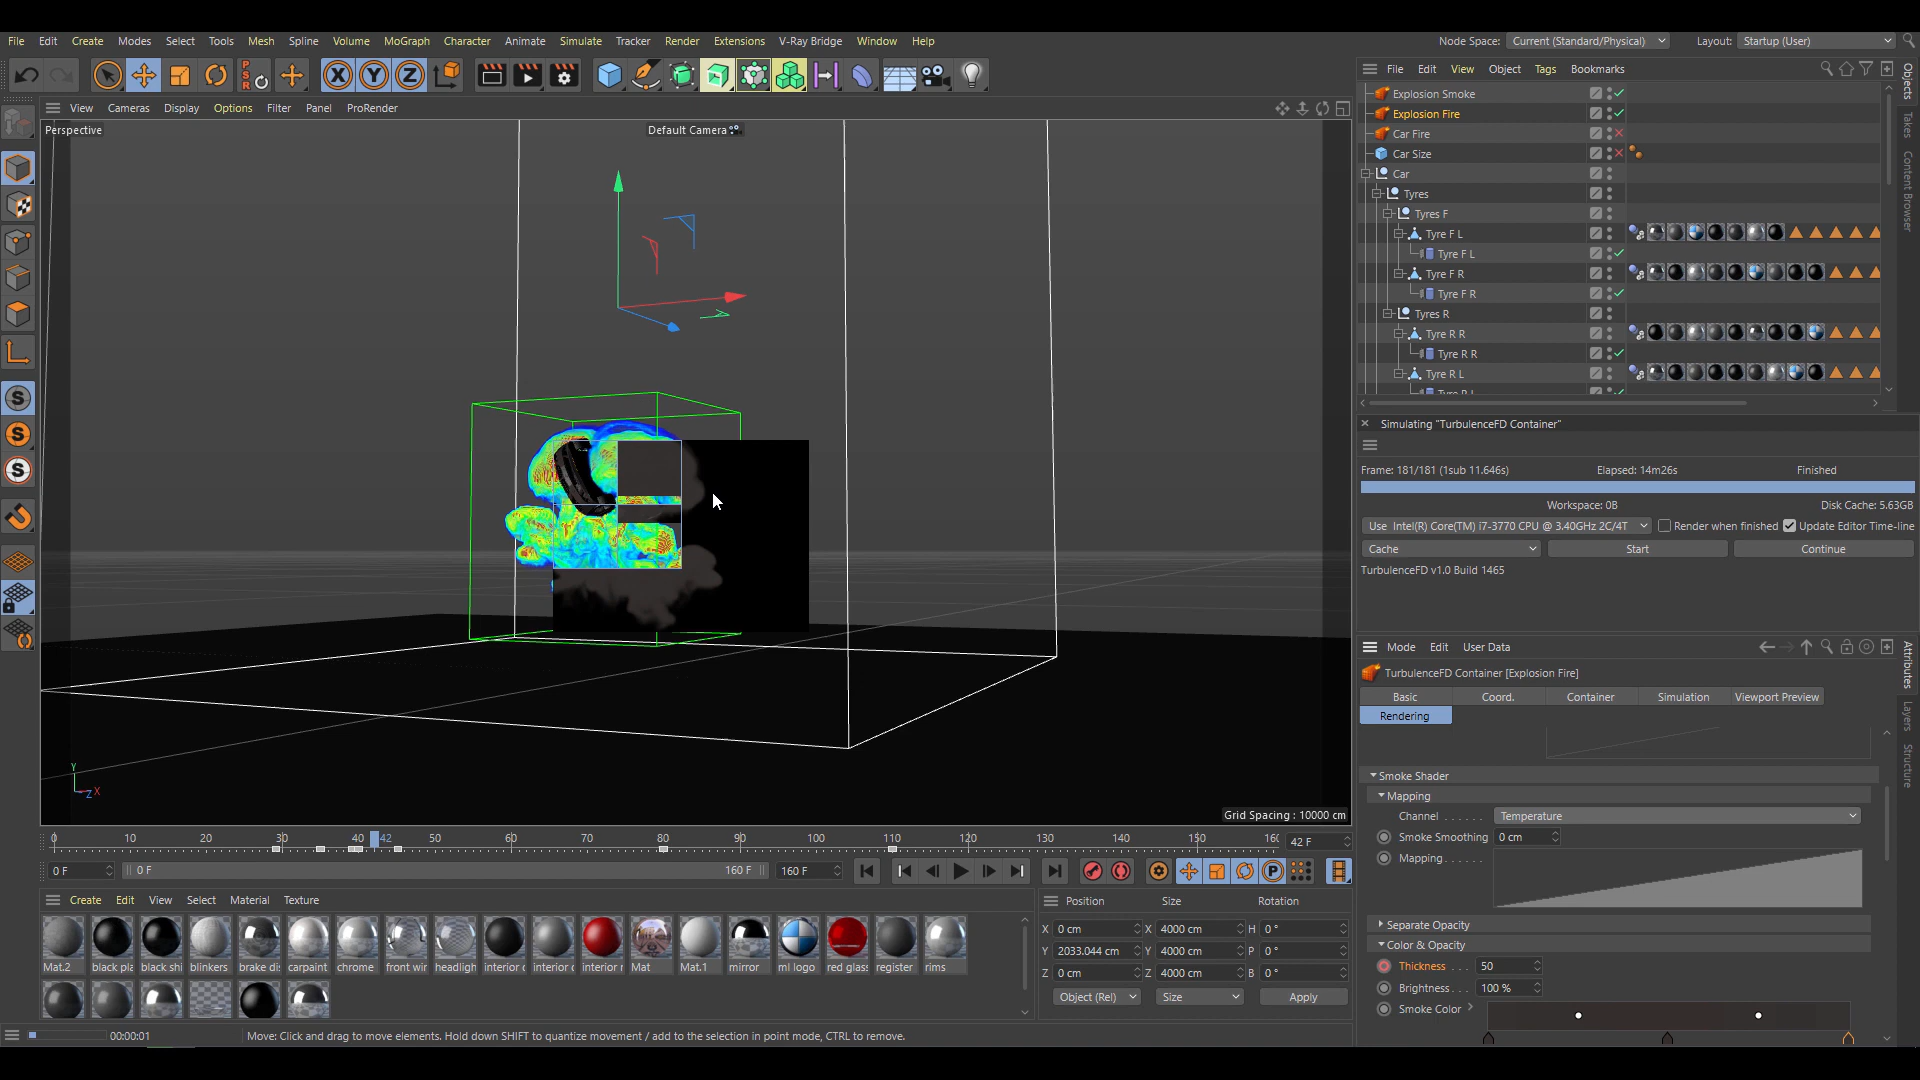 File Edit Create Modes Select Tools Mesh Spline Volume MoGraph Character Animate Simulate Tracker Render Extensions V-Ray Bridge Window Help
Node Space: Current (Standard/Physical) Layout: Startup (User)
PSR X Y Z
File Edit View Object Tags Bookmarks
View Cameras Display Options Filter Panel ProRender
Perspective
Default Camera
Explosion Smoke
Explosion Fire
Car Fire
Car Size
Car
Tyres
Tyres F
Tyre F L
Tyre F L
Tyre F R
Tyre F R
Tyres R
Tyre R R
Tyre R R
Tyre R L
Objects
Takes
Content Browser
Simulating "TurbulenceFD Container"
Frame: 181/181 (1sub 11.646s) Elapsed: 14m26s Finished
Workspace: 0B Disk Cache: 5.63GB
Use Intel(R) Core(TM) i7-3770 CPU @ 3.40GHz 2C/4T Render when finished Update Editor Time-line
Cache Start Continue
TurbulenceFD v1.0 Build 1465
Mode Edit User Data
TurbulenceFD Container [Explosion Fire]
Basic Coord. Container Simulation Viewport Preview
Rendering
Smoke Shader
Mapping
Channel . . . . . . Temperature
Smoke Smoothing 0 cm
Mapping. . . . . .
Separate Opacity
Color & Opacity
Thickness . . . 50
Brightness. . . 100 %
Smoke Color
Attributes
Layers
Structure
Y
Z X
Grid Spacing : 10000 cm
0 10 20 30 40 42 50 60 70 80 90 100 110 120 130 140 150 160 42 F
0 F 0 F 160 F 160 F
P
Create Edit View Select Material Texture
Mat.2 black pla black shi blinkers brake di carpaint chrome front wir headligh interior c interior c interior r Mat Mat.1 mirror ml logo red glass register rims
Position Size Rotation
X 0 cm X 4000 cm H 0 °
Y 2033.044 cm Y 4000 cm P 0 °
Z 0 cm Z 4000 cm B 0 °
Object (Rel) Size Apply
00:00:01 Move: Click and drag to move elements. Hold down SHIFT to quantize movement / add to the selection in point mode, CTRL to remove.